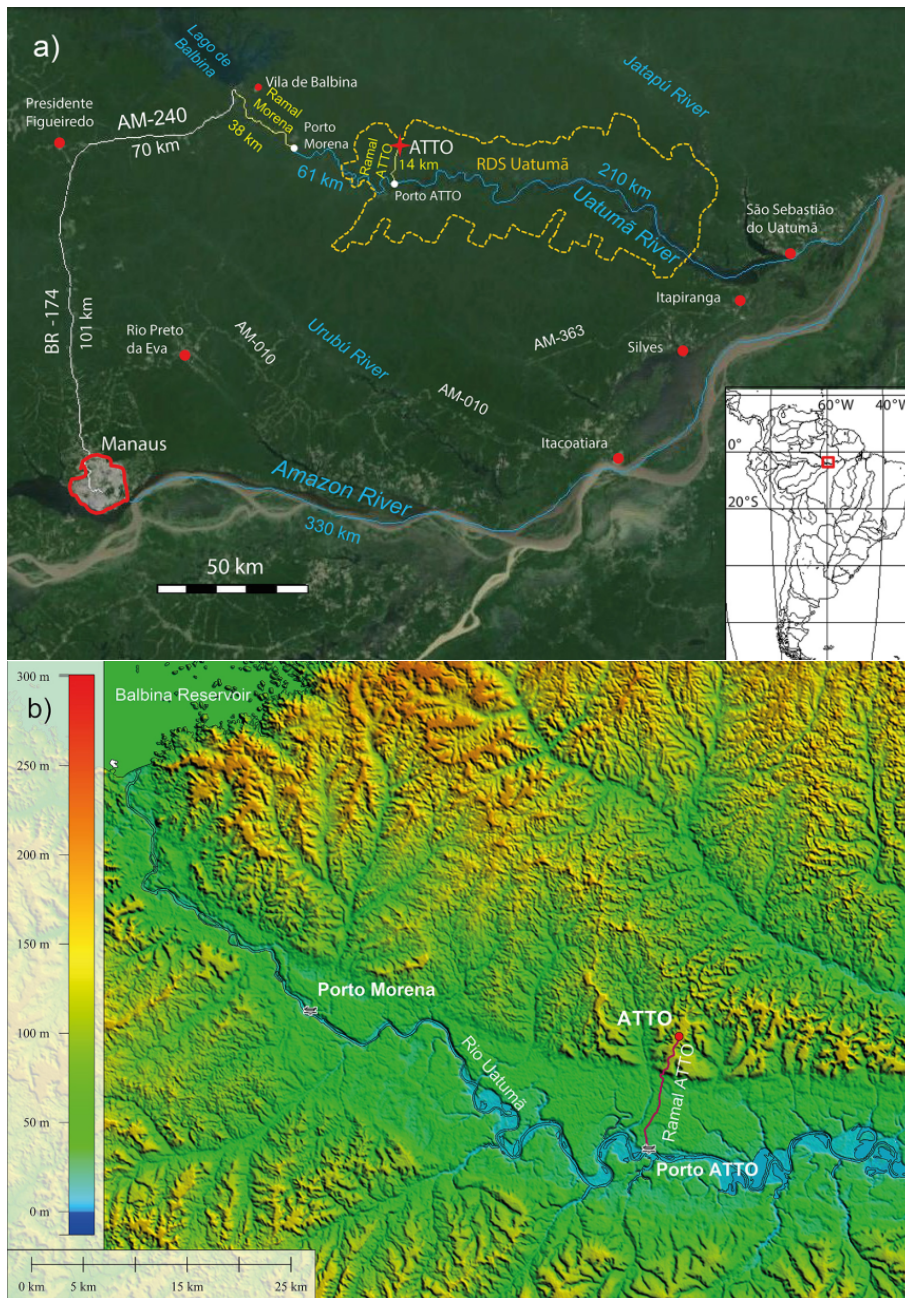 a)
Lago de
Balbina
Vila de Balbina
Presidente
Figueiredo
AM-240
70 km
Ramal
Morena
38 km
Porto
Morena
61 km
Ramal
ATTO
ATTO
14 km
Porto ATTO
RDS Uatumã
Jatapú River
210 km
Uatumã River
São Sebastião
do Uatumã
Itapiranga
BR -174
101 km
Rio Preto
da Eva
AM-010
Urubú River
AM-363
Silves
AM-010
Manaus
Itacoatiara
Amazon River
330 km
50 km
60°W
40°W
0°
20°S
b)
300 m
250 m
200 m
150 m
100 m
50 m
0 m
Balbina Reservoir
Porto Morena
Rio Uatumã
ATTO
Ramal ATTO
Porto ATTO
0 km
5 km
15 km
25 km